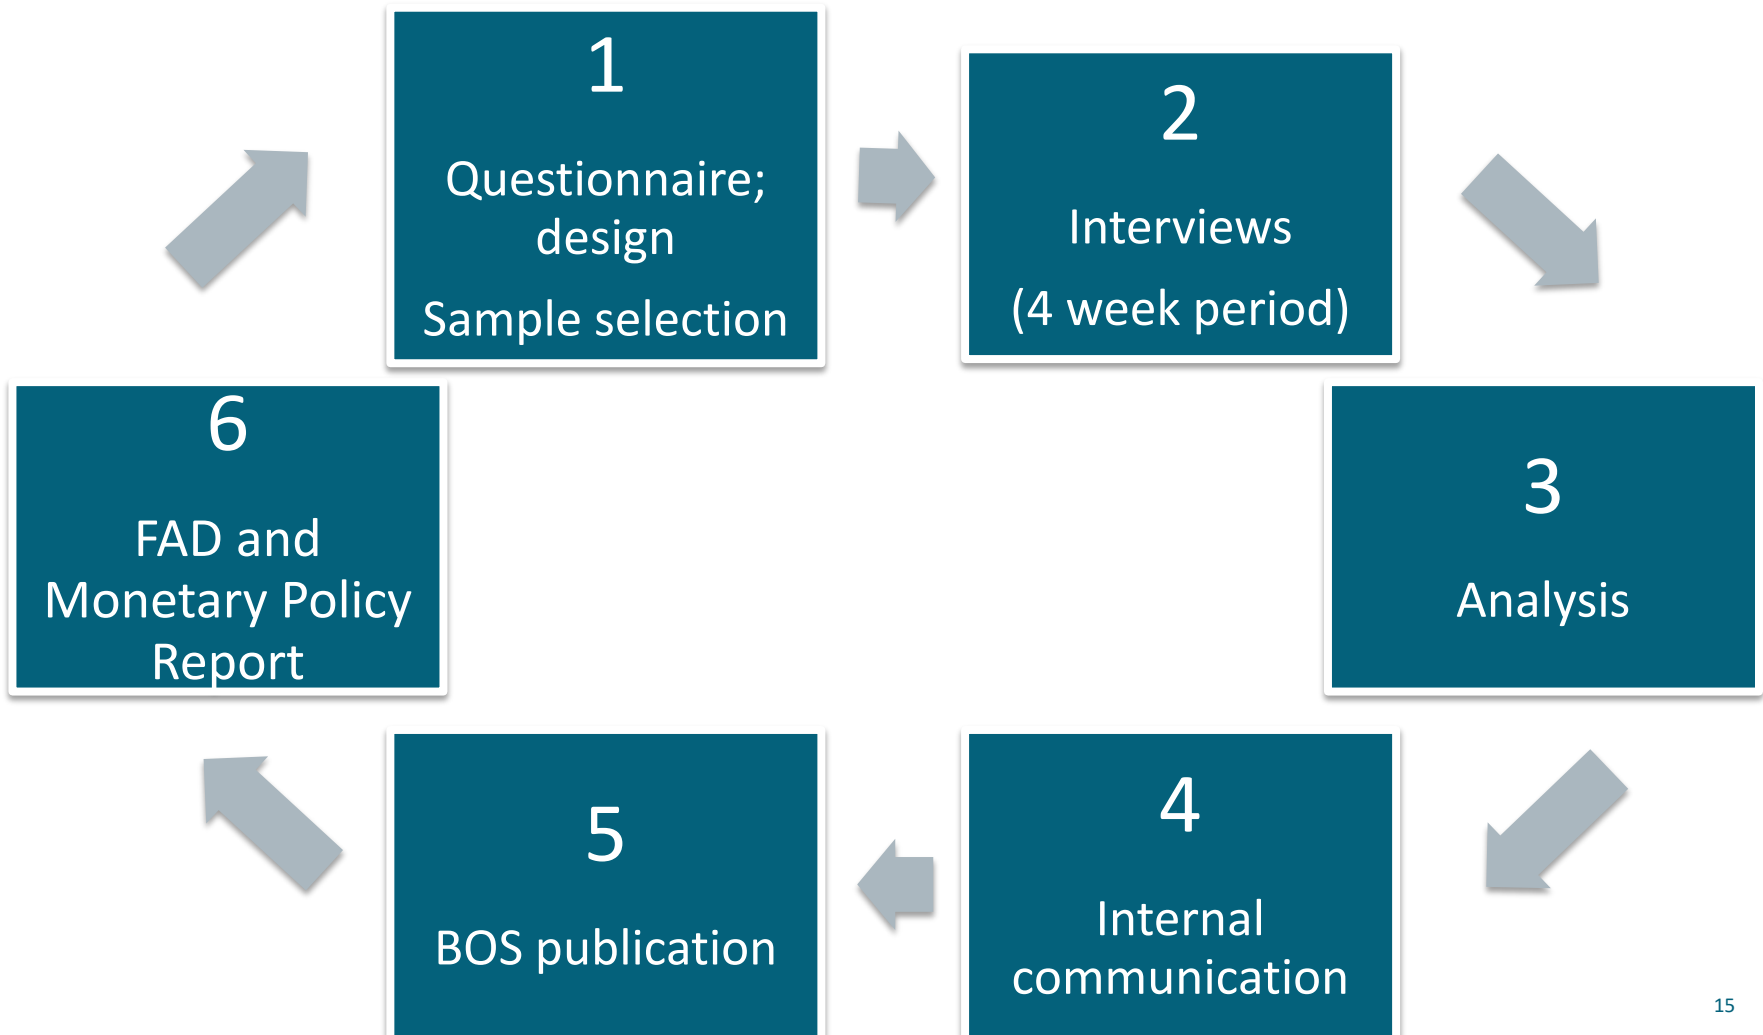 1
Questionnaire;
design
Sample selection
2
Interviews
(4 week period)
3
Analysis
4
Internal
communication
5
BOS publication
6
FAD and
Monetary Policy
Report
15